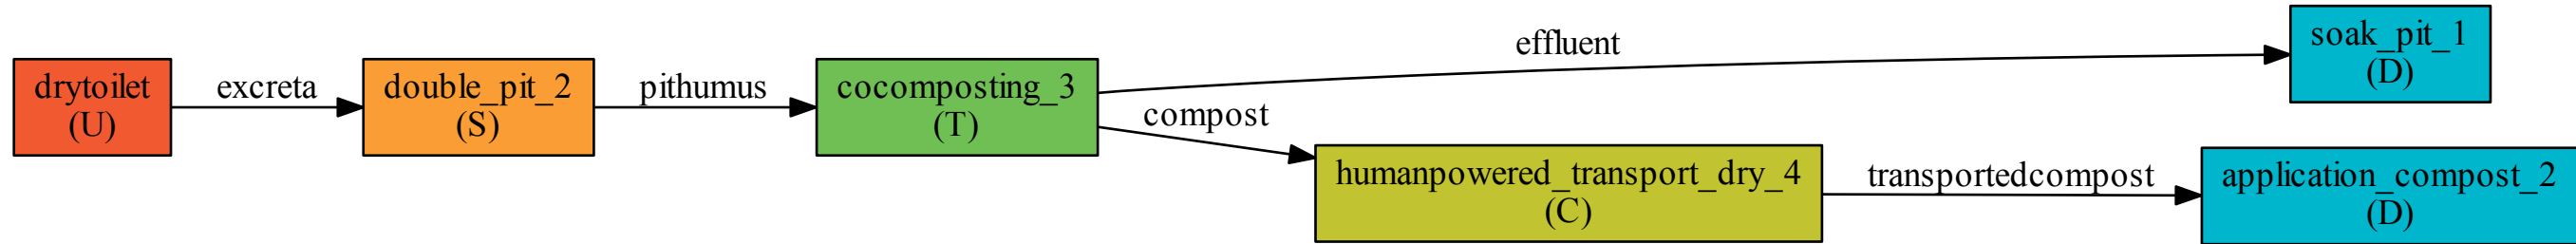 drytoilet
(U)
excreta
double_pit_2
(S)
pithumus
cocomposting_3
(T)
effluent
soak_pit_1
(D)
compost
humanpowered_transport_dry_4
(C)
transportedcompost
application_compost_2
(D)